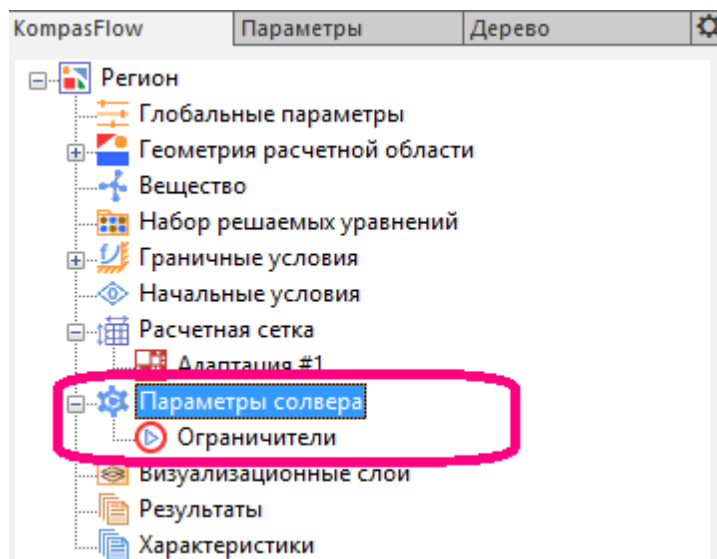 KompasFlow Параметры Дерево
Регион
Глобальные параметры
Геометрия расчетной области
Вещество
Набор решаемых уравнений
Граничные условия
Начальные условия
Расчетная сетка
Адаптация #1
Параметры солвера
Ограничители
Визуализационные слои
Результаты
Характеристики